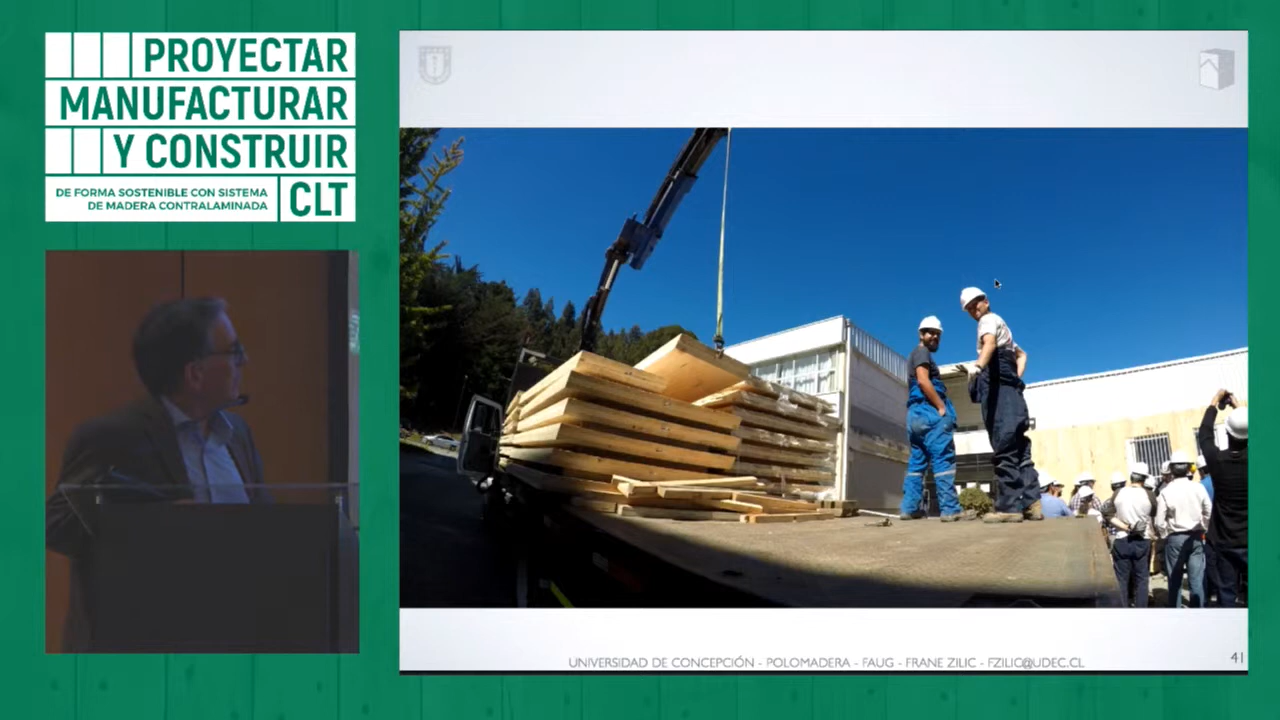 PROYECTAR
MANUFACTURAR
Y CONSTRUIR
DE FORMA SOSTENIBLE CON SISTEMA
DE MADERA CONTRALAMINADA
CLT
UNIVERSIDAD DE CONCEPCIÓN - POLOMADERA - FAUG - FRANE ZILIC - FZILIC@UDEC.CL
41